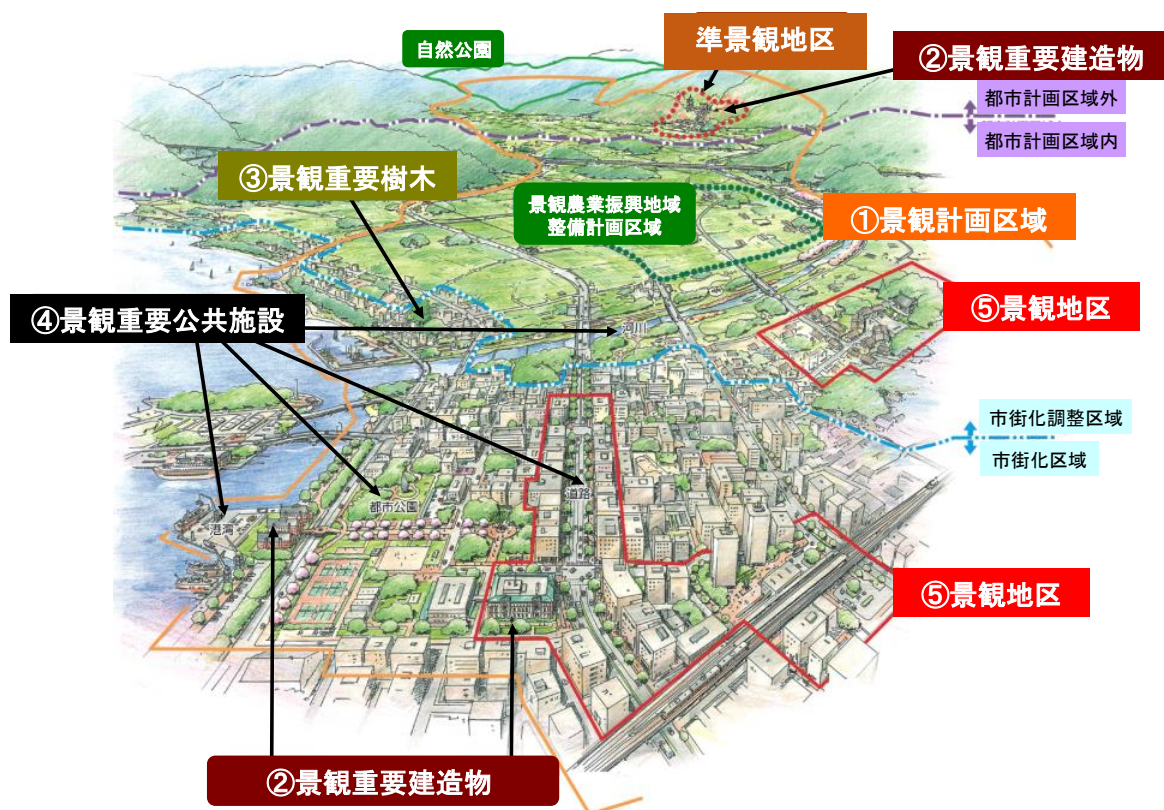 自然公園
準景観地区
②景観重要建造物
都市計画区域外
都市計画区域内
③景観重要樹木
景観農業振興地域
整備計画区域
①景観計画区域
④景観重要公共施設
河川
⑤景観地区
市街化調整区域
市街化区域
道路
都市公園
港湾
⑤景観地区
②景観重要建造物